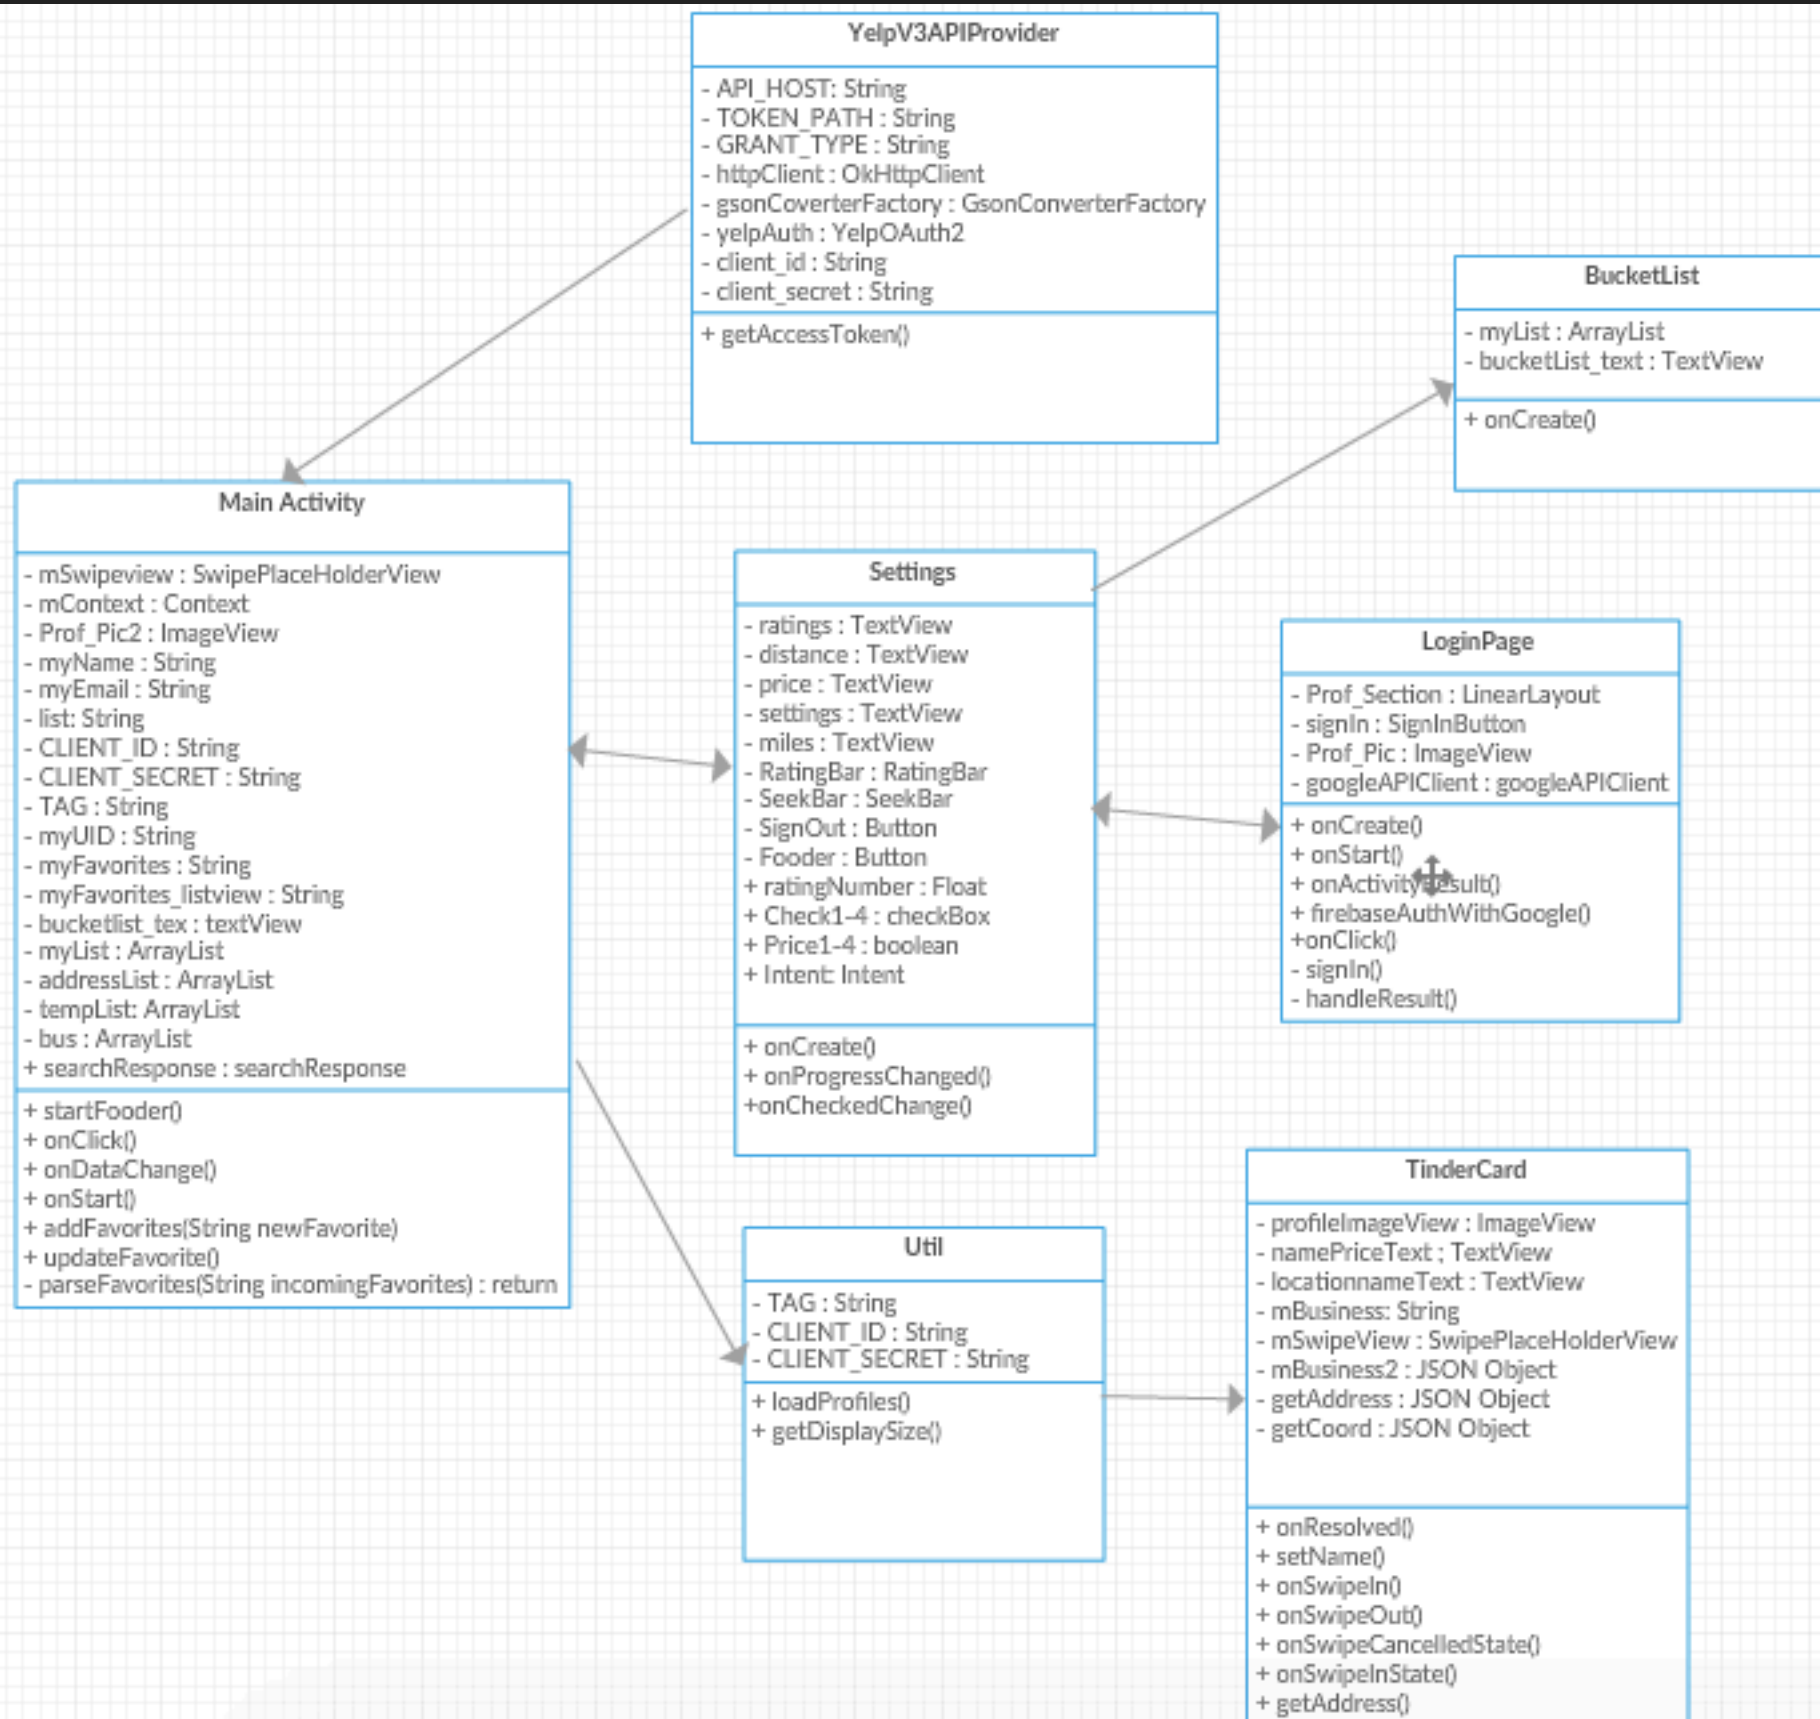 YelpV3APIProvider
- API_HOST: String
- TOKEN_PATH : String
- GRANT_TYPE : String
- httpClient : OkHttpClient
- gsonCoverterFactory : GsonConverterFactory
- yelpAuth : YelpOAuth2
- client_id : String
- client_secret : String
+ getAccessToken()
BucketList
- myList : ArrayList
- bucketList_text : TextView
+ onCreate()
Main Activity
- mSwipeview : SwipePlaceHolderView
- mContext : Context
- Prof_Pic2 : ImageView
- myName : String
- myEmail : String
- list: String
- CLIENT_ID : String
- CLIENT_SECRET : String
- TAG : String
- myUID : String
- myFavorites : String
- myFavorites_listview : String
- bucketlist_tex : textView
- myList : ArrayList
- addressList : ArrayList
- tempList: ArrayList
- bus : ArrayList
+ searchResponse : searchResponse
+ startFooder()
+ onClick()
+ onDataChange()
+ onStart()
+ addFavorites(String newFavorite)
+ updateFavorite()
- parseFavorites(String incomingFavorites) : return
Settings
- ratings : TextView
- distance : TextView
- price : TextView
- settings : TextView
- miles : TextView
- RatingBar : RatingBar
- SeekBar : SeekBar
- SignOut : Button
- Fooder : Button
+ ratingNumber : Float
+ Check1-4 : checkBox
+ Price1-4 : boolean
+ Intent: Intent
+ onCreate()
+ onProgressChanged()
+onCheckedChange()
LoginPage
- Prof_Section : LinearLayout
- signIn : SignInButton
- Prof_Pic : ImageView
- googleAPIClient : googleAPIClient
+ onCreate()
+ onStart()
+ onActivityResult()
+ firebaseAuthWithGoogle()
+onClick()
- signIn()
- handleResult()
Util
- TAG : String
- CLIENT_ID : String
- CLIENT_SECRET : String
+ loadProfiles()
+ getDisplaySize()
TinderCard
- profileImageView : ImageView
- namePriceText ; TextView
- locationnameText : TextView
- mBusiness: String
- mSwipeView : SwipePlaceHolderView
- mBusiness2 : JSON Object
- getAddress : JSON Object
- getCoord : JSON Object
+ onResolved()
+ setName()
+ onSwipeIn()
+ onSwipeOut()
+ onSwipeCancelledState()
+ onSwipeInState()
+ getAddress()